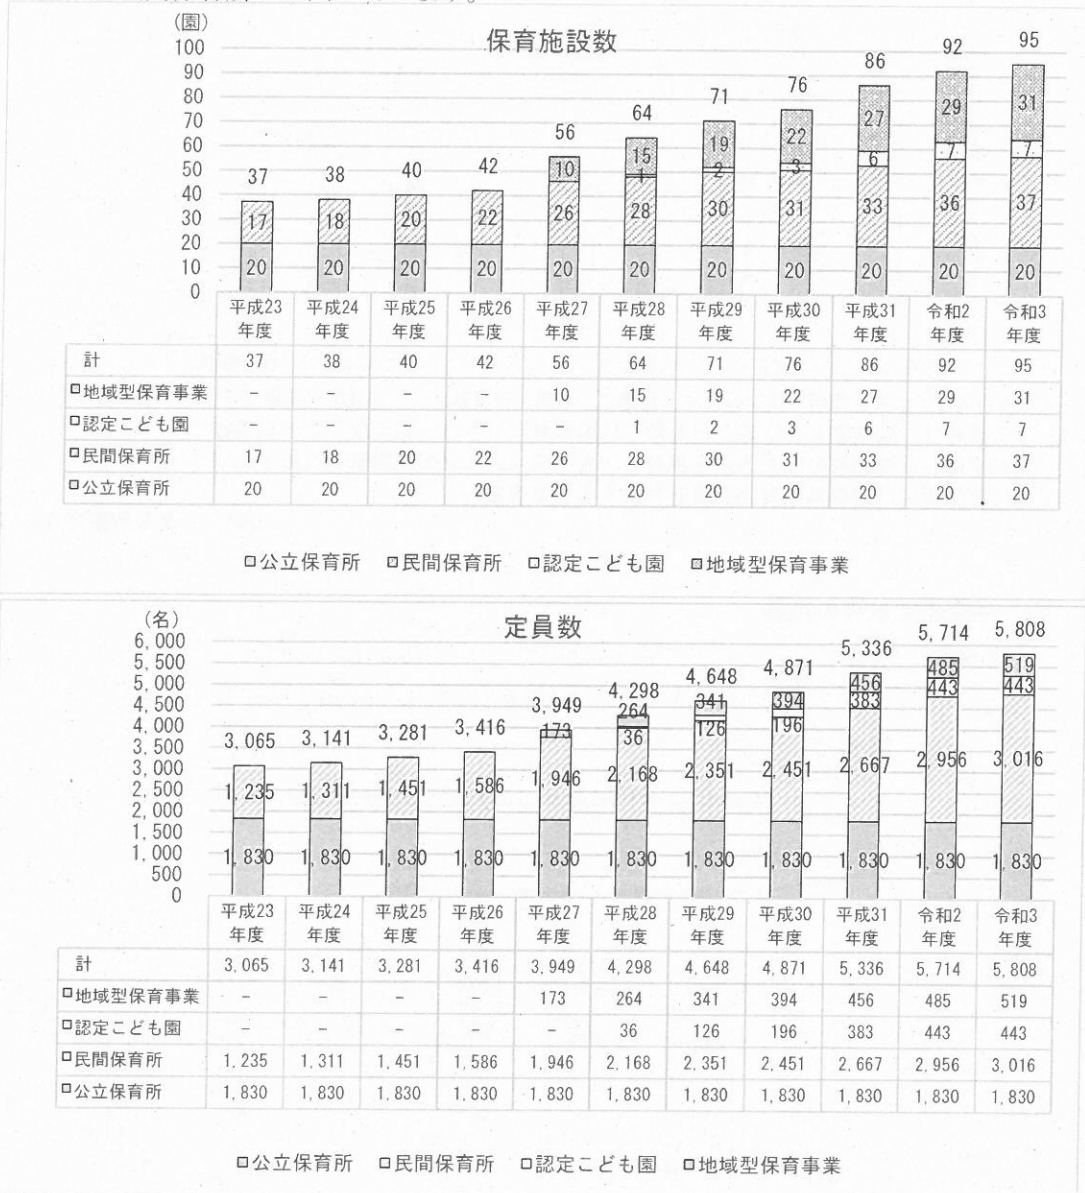 (園)
保育施設数
100
90
80
70
60
50
40
30
20
10
0
37 38 40 42 56 64 71 76 86 92 95
10 15 19 22 27 29 31
1 2 3 6 7 7
17 18 20 22 26 28 30 31 33 36 37
20 20 20 20 20 20 20 20 20 20 20
平成23年度 平成24年度 平成25年度 平成26年度 平成27年度 平成28年度 平成29年度 平成30年度 平成31年度 令和2年度 令和3年度
計 37 38 40 42 56 64 71 76 86 92 95
地域型保育事業 - - - - 10 15 19 22 27 29 31
認定こども園 - - - - - 1 2 3 6 7 7
民間保育所 17 18 20 22 26 28 30 31 33 36 37
公立保育所 20 20 20 20 20 20 20 20 20 20 20
公立保育所 民間保育所 認定こども園 地域型保育事業
(名)
定員数
6,000
5,500
5,000
4,500
4,000
3,500
3,000
2,500
2,000
1,500
1,000
500
0
3,065 3,141 3,281 3,416 3,949 4,298 4,648 4,871 5,336 5,714 5,808
173 264 341 394 456 485 519
36 126 196 383 443 443
1,235 1,311 1,451 1,586 1,946 2,168 2,351 2,451 2,667 2,956 3,016
1,830 1,830 1,830 1,830 1,830 1,830 1,830 1,830 1,830 1,830 1,830
平成23年度 平成24年度 平成25年度 平成26年度 平成27年度 平成28年度 平成29年度 平成30年度 平成31年度 令和2年度 令和3年度
計 3,065 3,141 3,281 3,416 3,949 4,298 4,648 4,871 5,336 5,714 5,808
地域型保育事業 - - - - 173 264 341 394 456 485 519
認定こども園 - - - - - 36 126 196 383 443 443
民間保育所 1,235 1,311 1,451 1,586 1,946 2,168 2,351 2,451 2,667 2,956 3,016
公立保育所 1,830 1,830 1,830 1,830 1,830 1,830 1,830 1,830 1,830 1,830 1,830
公立保育所 民間保育所 認定こども園 地域型保育事業